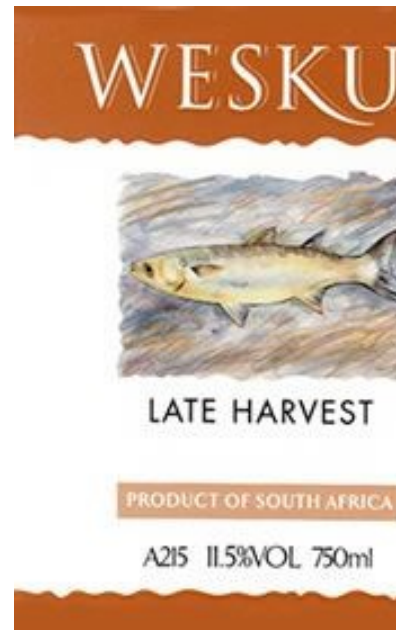 WESKU
LATE HARVEST
PRODUCT OF SOUTH AFRICA
A215 11.5%VOL 750ml